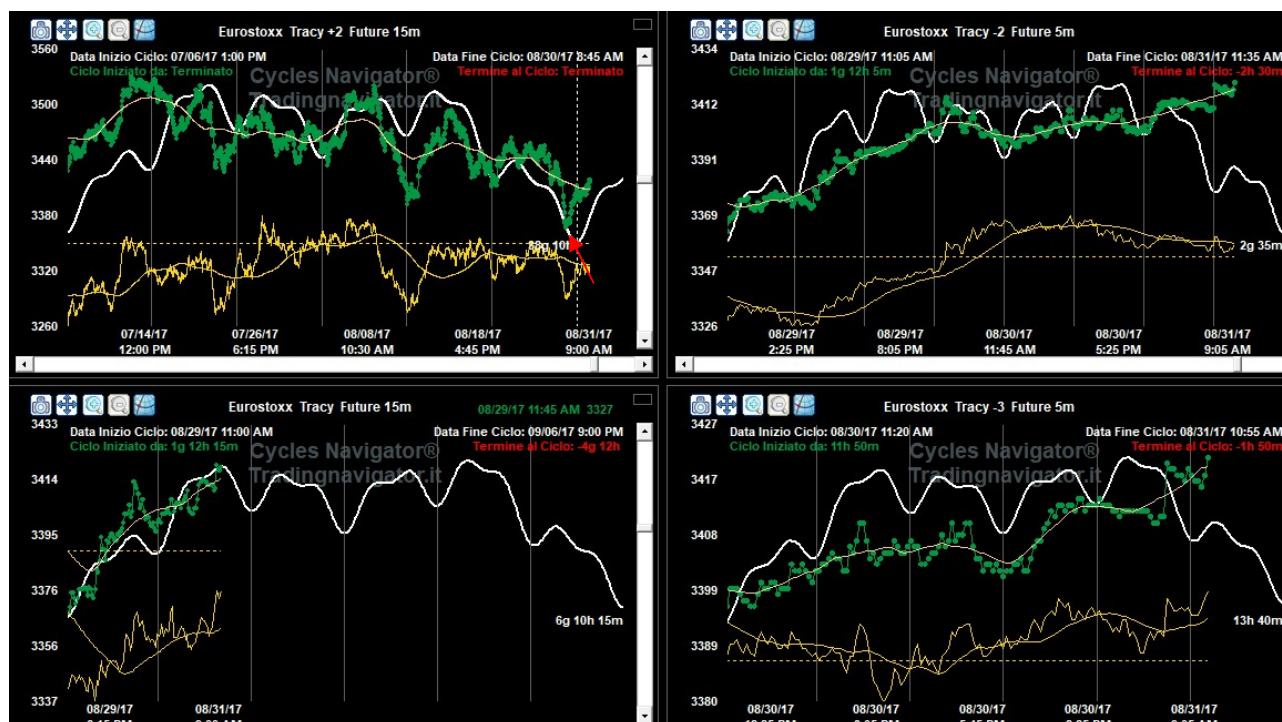 Eurostoxx Tracy +2 Future 15m
Data Inizio Ciclo: 07/06/17 1:00 PM
Data Fine Ciclo: 08/30/17 8:45 AM
Ciclo Iniziato da: Terminato
Termine al Ciclo: Terminato
Cycles Navigator®
Tradingnavigator.it
3560
3500
3440
3380
3320
3260
07/14/17
12:00 PM
07/26/17
6:15 PM
08/08/17
10:30 AM
08/18/17
4:45 PM
08/31/17
9:00 AM
Eurostoxx Tracy -2 Future 5m
Data Inizio Ciclo: 08/29/17 11:05 AM
Data Fine Ciclo: 08/31/17 11:35 AM
Ciclo Iniziato da: 1g 12h 5m
Termine al Ciclo: -2h 30m
Cycles Navigator®
Tradingnavigator.it
3434
3412
3391
3369
3347
3326
2g 35m
08/29/17
2:25 PM
08/29/17
8:05 PM
08/30/17
11:45 AM
08/30/17
5:25 PM
08/31/17
9:05 AM
Eurostoxx Tracy Future 15m
08/29/17 11:45 AM 3327
Data Inizio Ciclo: 08/29/17 11:00 AM
Data Fine Ciclo: 09/06/17 9:00 PM
Ciclo Iniziato da: 1g 12h 15m
Termine al Ciclo: -4g 12h
Cycles Navigator®
Tradingnavigator.it
3433
3414
3395
3376
3356
3337
6g 10h 15m
08/29/17
08/31/17
Eurostoxx Tracy -3 Future 5m
Data Inizio Ciclo: 08/30/17 11:20 AM
Data Fine Ciclo: 08/31/17 10:55 AM
Ciclo Iniziato da: 11h 50m
Termine al Ciclo: -1h 50m
Cycles Navigator®
Tradingnavigator.it
3427
3417
3408
3399
3389
3380
13h 40m
08/30/17
08/30/17
08/30/17
08/30/17
08/31/17